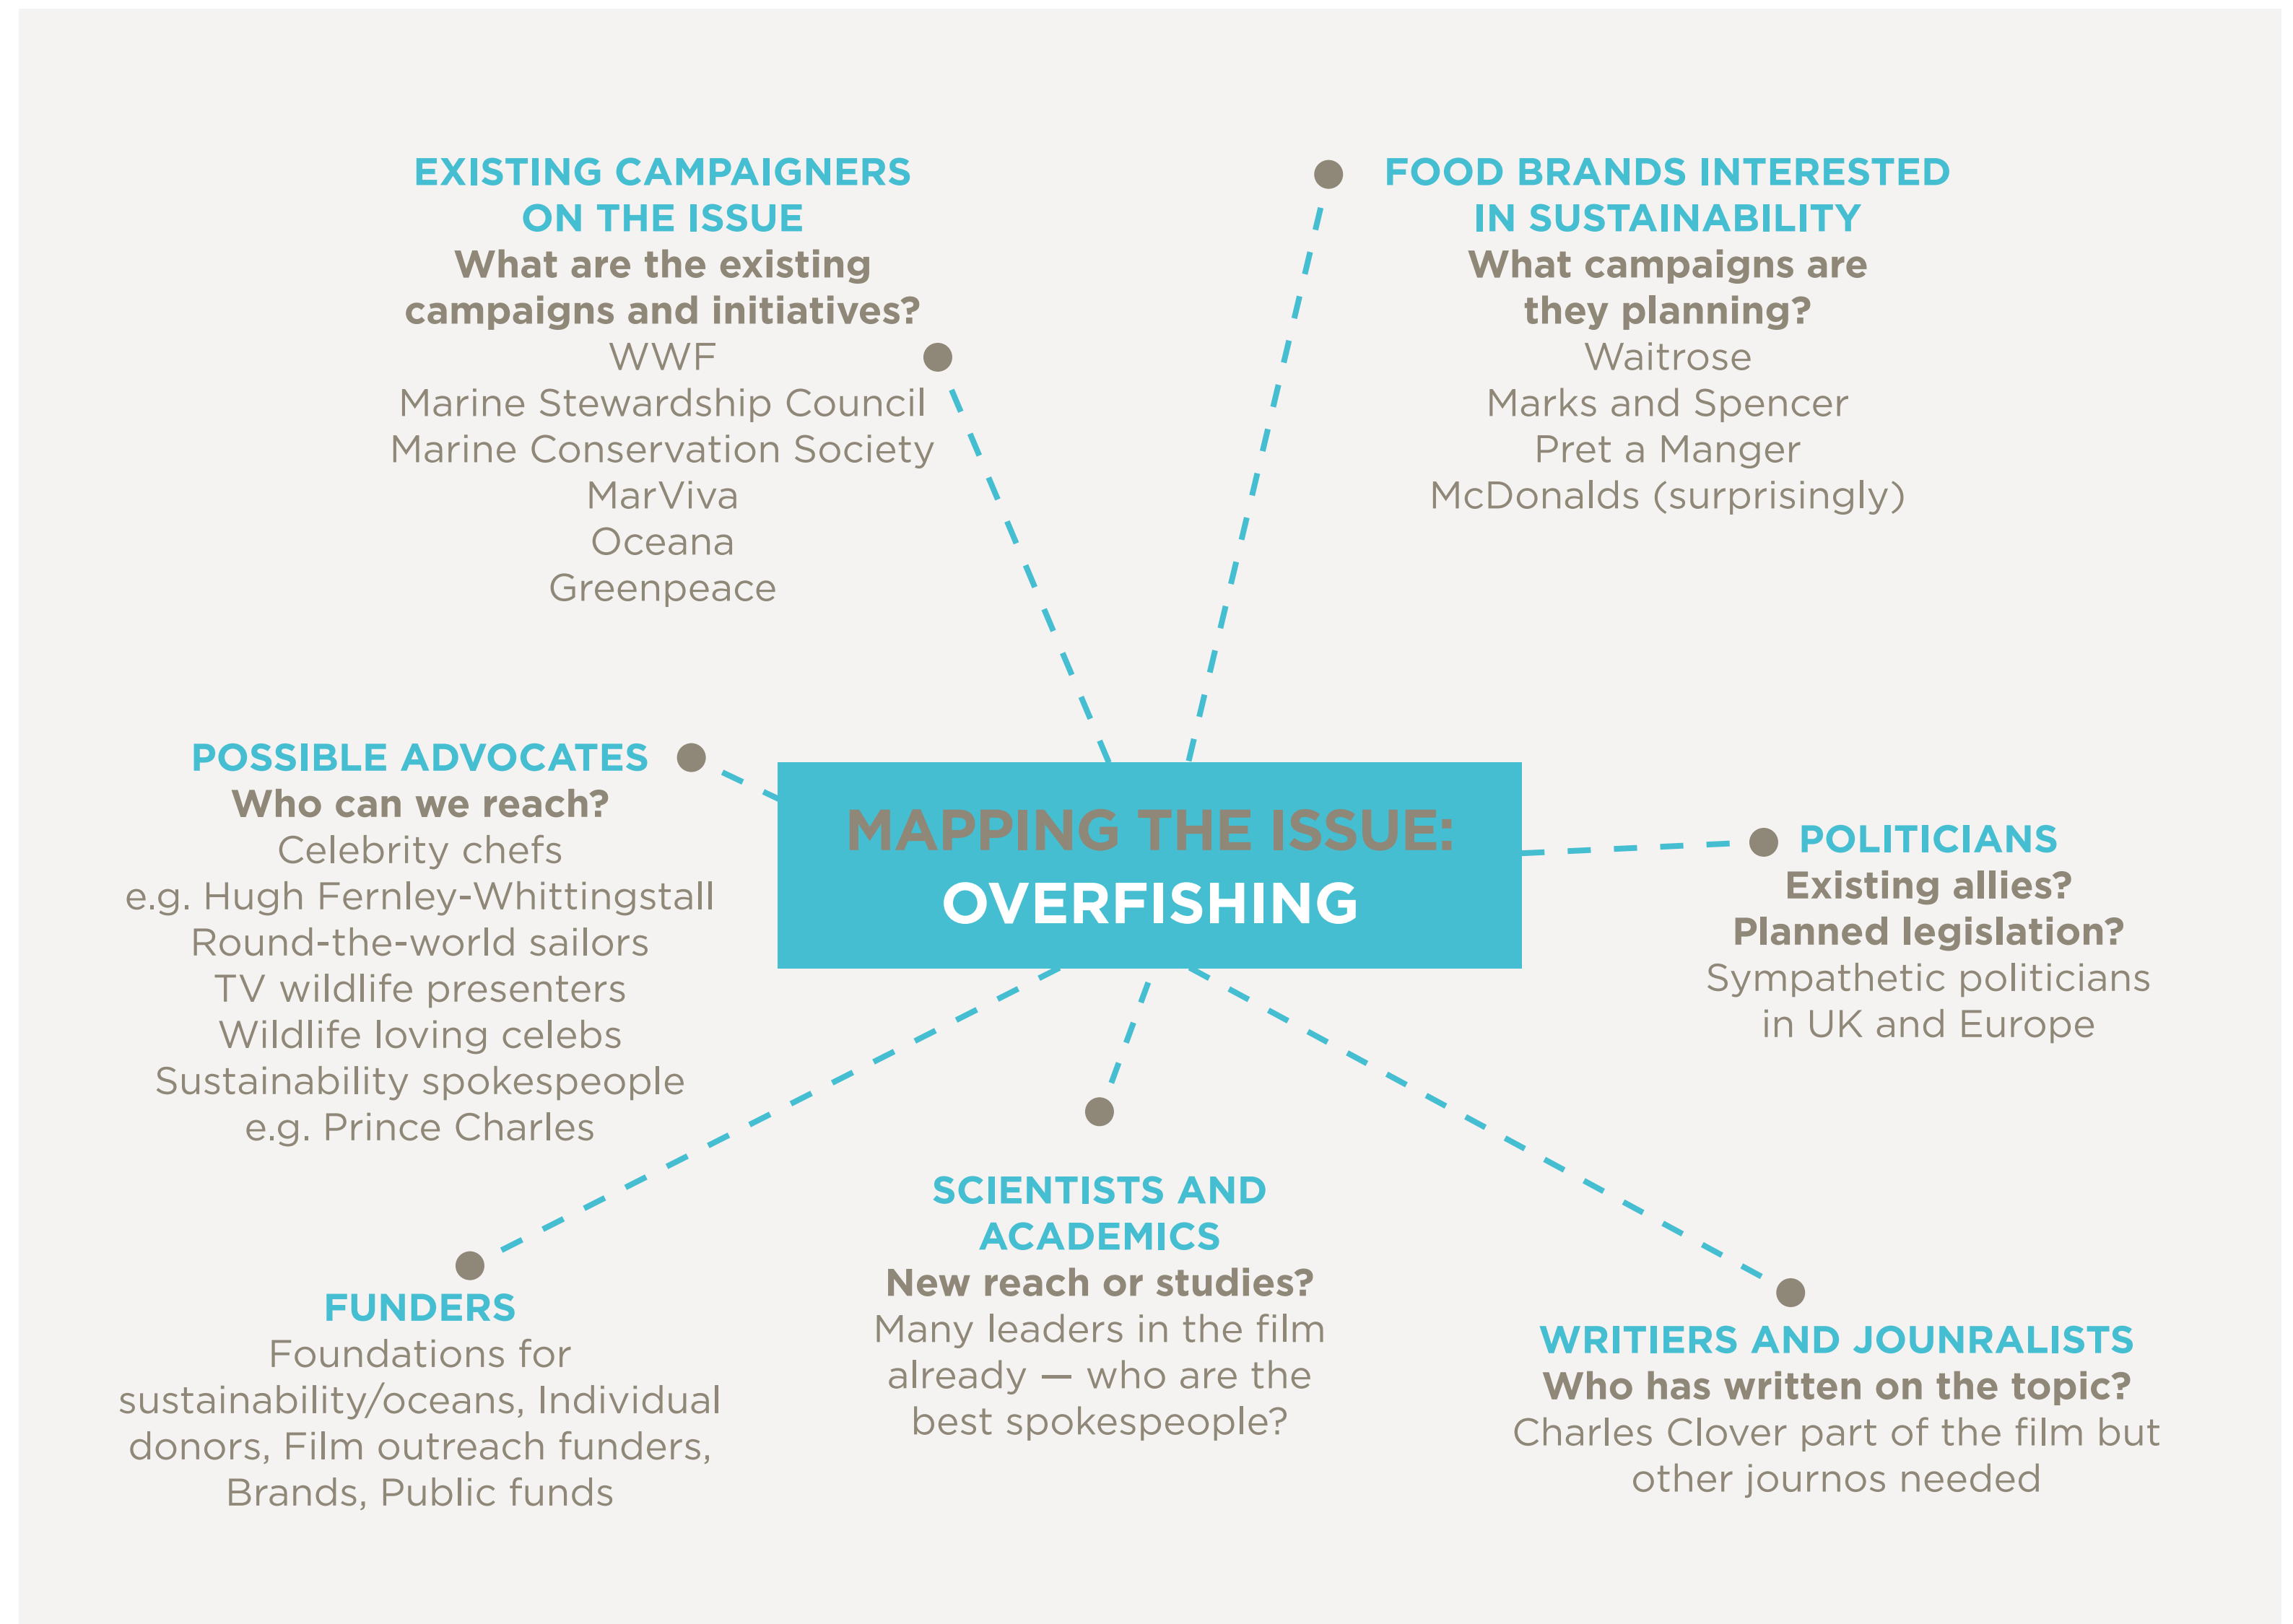 EXISTING CAMPAIGNERS
ON THE ISSUE
What are the existing
campaigns and initiatives?
WWF
Marine Stewardship Council
Marine Conservation Society
MarViva
Oceana
Greenpeace
FOOD BRANDS INTERESTED
IN SUSTAINABILITY
What campaigns are
they planning?
Waitrose
Marks and Spencer
Pret a Manger
McDonalds (surprisingly)
POSSIBLE ADVOCATES
Who can we reach?
Celebrity chefs
e.g. Hugh Fernley-Whittingstall
Round-the-world sailors
TV wildlife presenters
Wildlife loving celebs
Sustainability spokespeople
e.g. Prince Charles
MAPPING THE ISSUE:
OVERFISHING
POLITICIANS
Existing allies?
Planned legislation?
Sympathetic politicians
in UK and Europe
FUNDERS
Foundations for
sustainability/oceans, Individual
donors, Film outreach funders,
Brands, Public funds
SCIENTISTS AND
ACADEMICS
New reach or studies?
Many leaders in the film
already — who are the
best spokespeople?
WRITIERS AND JOUNRALISTS
Who has written on the topic?
Charles Clover part of the film but
other journos needed